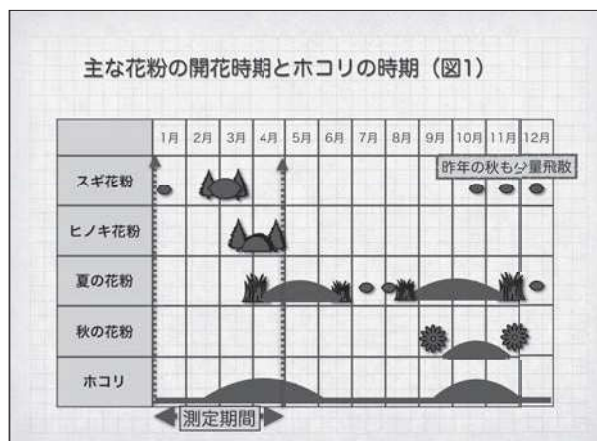 主な花粉の開花時期とホコリの時期（図1）
1月 2月 3月 4月 5月 6月 7月 8月 9月 10月 11月 12月
スギ花粉
昨年の秋も少量飛散
ヒノキ花粉
夏の花粉
秋の花粉
ホコリ
測定期間